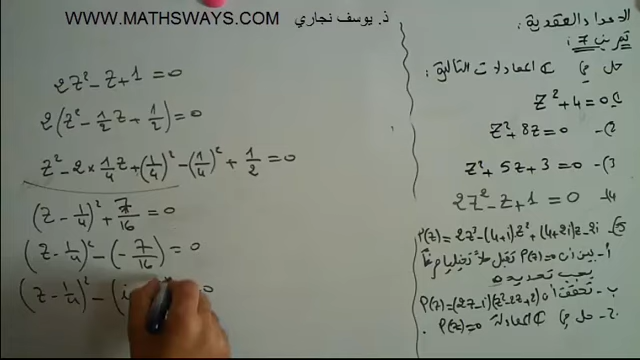 WWW.MATHSWAYS.COM ذ. يوسف نجاري
الأعداد العقدية:
تمرين 7:
حل في ℂ المعادلات التالية:
1) Z²+4=0
2- Z²+8Z=0
3- Z²+5Z+3=0
4- 2Z²-Z+1=0
5- P(Z)=2Z³-(4+i)Z²+(4+2i)Z-2i
أ- بين أن P(Z)=0 تقبل حلا تخيليا
يجب تحديده
ب- تحقق أن P(Z)=(2Z-i)(Z²-2Z+2)
ج- حل في ℂ المعادلة P(Z)=0.
2Z²-Z+1=0
2(Z²-1/2Z+1/2)=0
Z²-2×1/4Z+(1/4)²-(1/4)²+1/2=0
(Z-1/4)²+7/16=0
(Z-1/4)²-(-7/16)=0
(Z-1/4)²-(i =0